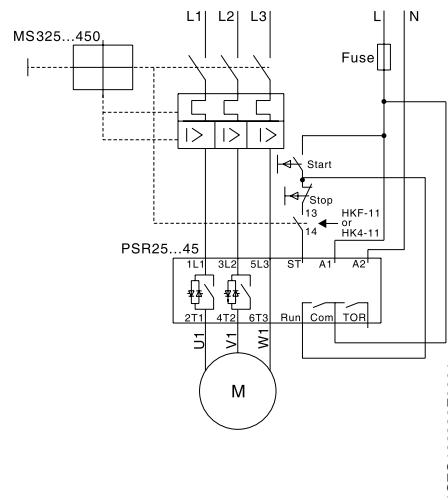 L1 L2 L3 L N
MS325...450
Fuse
Start
Stop
13 HKF-11
or
14 HK4-11
PSR25...45
1L1 3L2 5L3 ST A1 A2
2T1 4T2 6T3 Run Com TOR
U1 V1 W1
M